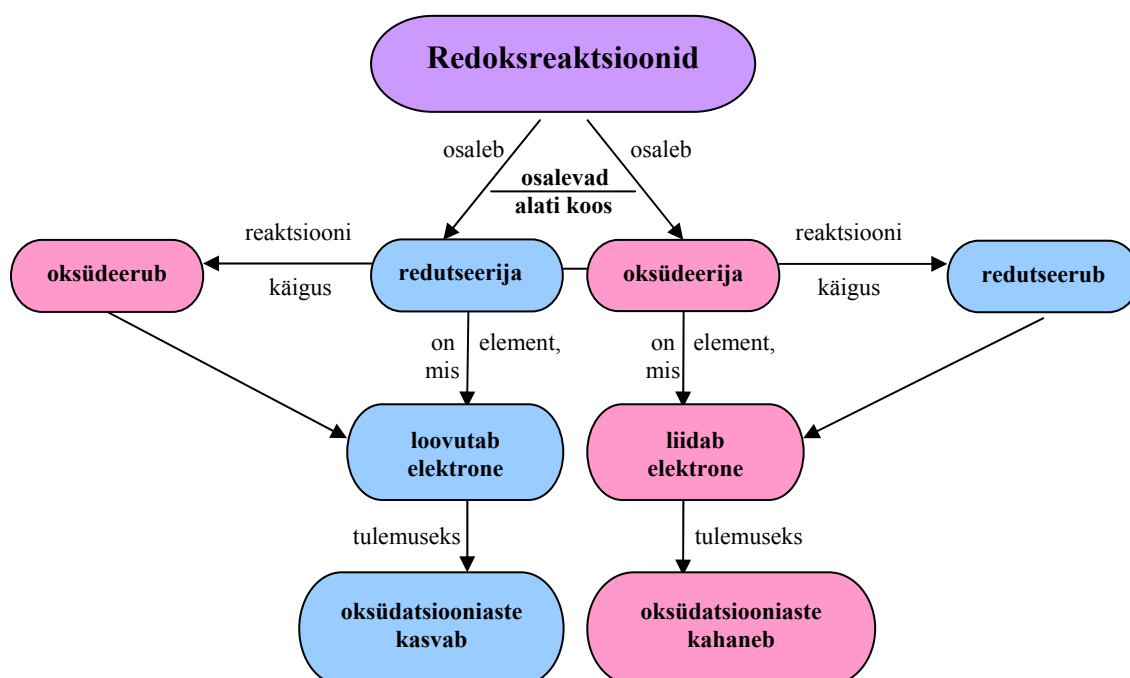 Redoksreaktsioonid
osaleb
osaleb
osalevad
alati koos
reaktsiooni
reaktsiooni
oksüdeerub
redutseerija
oksüdeerija
redutseerub
käigus
käigus
on element,
mis
on element,
mis
loovutab
elektrone
liidab
elektrone
tulemuseks
tulemuseks
oksüdatsiooniaste
kasvab
oksüdatsiooniaste
kahaneb